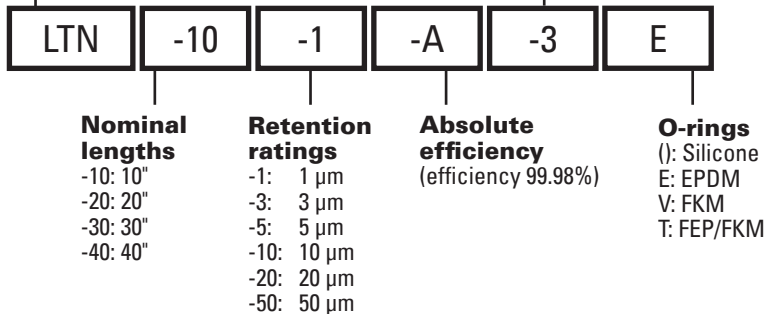 LTN -10 -1 -A -3 E
Nominal lengths
-10: 10"
-20: 20"
-30: 30"
-40: 40"
Retention ratings
-1: 1 µm
-3: 3 µm
-5: 5 µm
-10: 10 µm
-20: 20 µm
-50: 50 µm
Absolute efficiency
(efficiency 99.98%)
O-rings
(): Silicone
E: EPDM
V: FKM
T: FEP/FKM